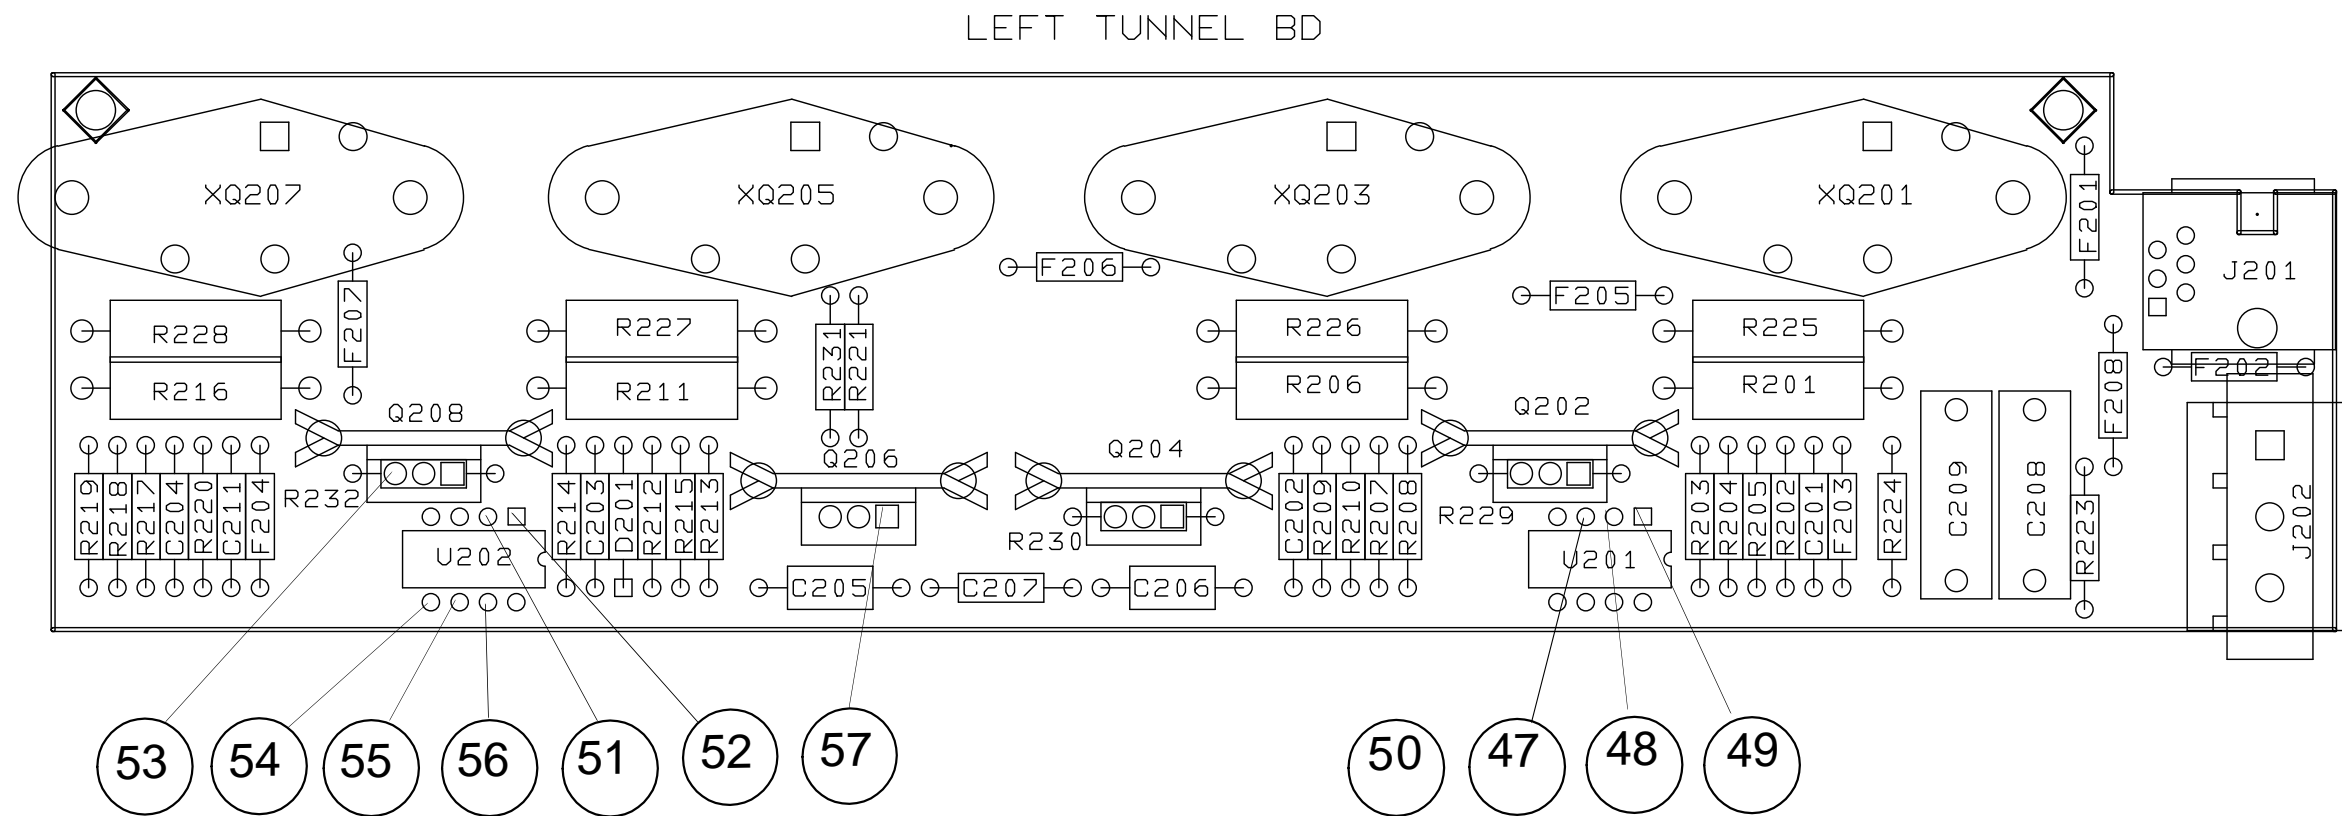 LEFT TUNNEL BD
XQ207 XQ205 XQ203 XQ201
F201
J201
F206
F205
F207
R228 R227 R226 R225
R231 R221
F208
F202
R216 R211 R206 R201
Q208 Q202
Q206 Q204
R219 R218 R217 C204 R220 C211 F204
R232
R214 C203 D201 R212 R215 R213
R230
C202 R209 R210 R207 R208
R229
R203 R204 R205 R202 C201 F203
R224
C209 C208
R223
J202
U202 U201
C205 C207 C206
53 54 55 56 51 52 57 50 47 48 49